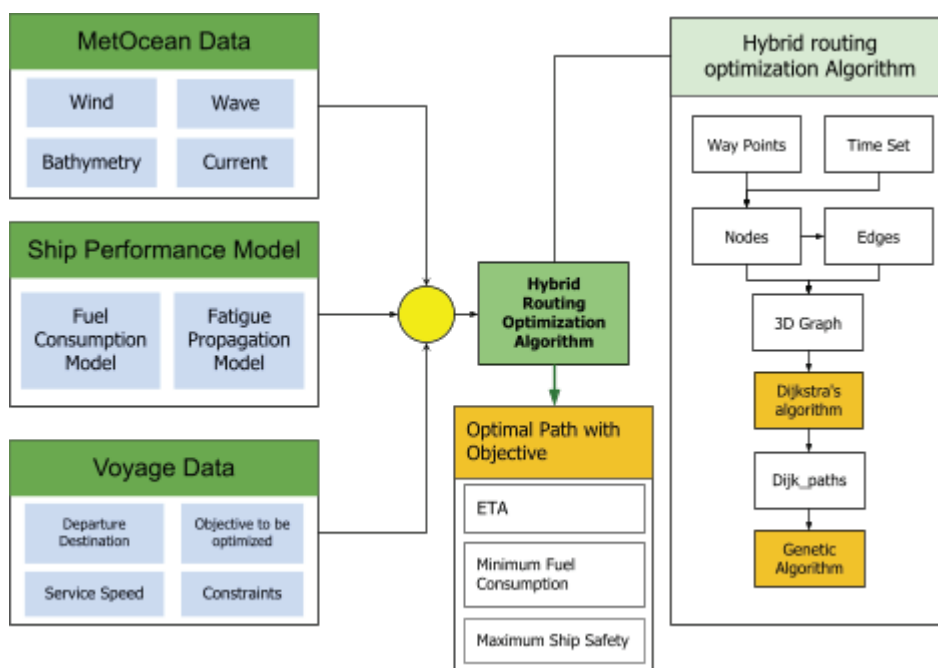 MetOcean Data
Wind
Wave
Bathymetry
Current
Ship Performance Model
Fuel
Consumption
Model
Fatigue
Propagation
Model
Voyage Data
Departure
Destination
Objective to be
optimized
Service Speed
Constraints
Hybrid
Routing
Optimization
Algorithm
Optimal Path with
Objective
ETA
Minimum Fuel
Consumption
Maximum Ship Safety
Hybrid routing
optimization Algorithm
Way Points
Time Set
Nodes
Edges
3D Graph
Dijkstra's
algorithm
Dijk_paths
Genetic
Algorithm